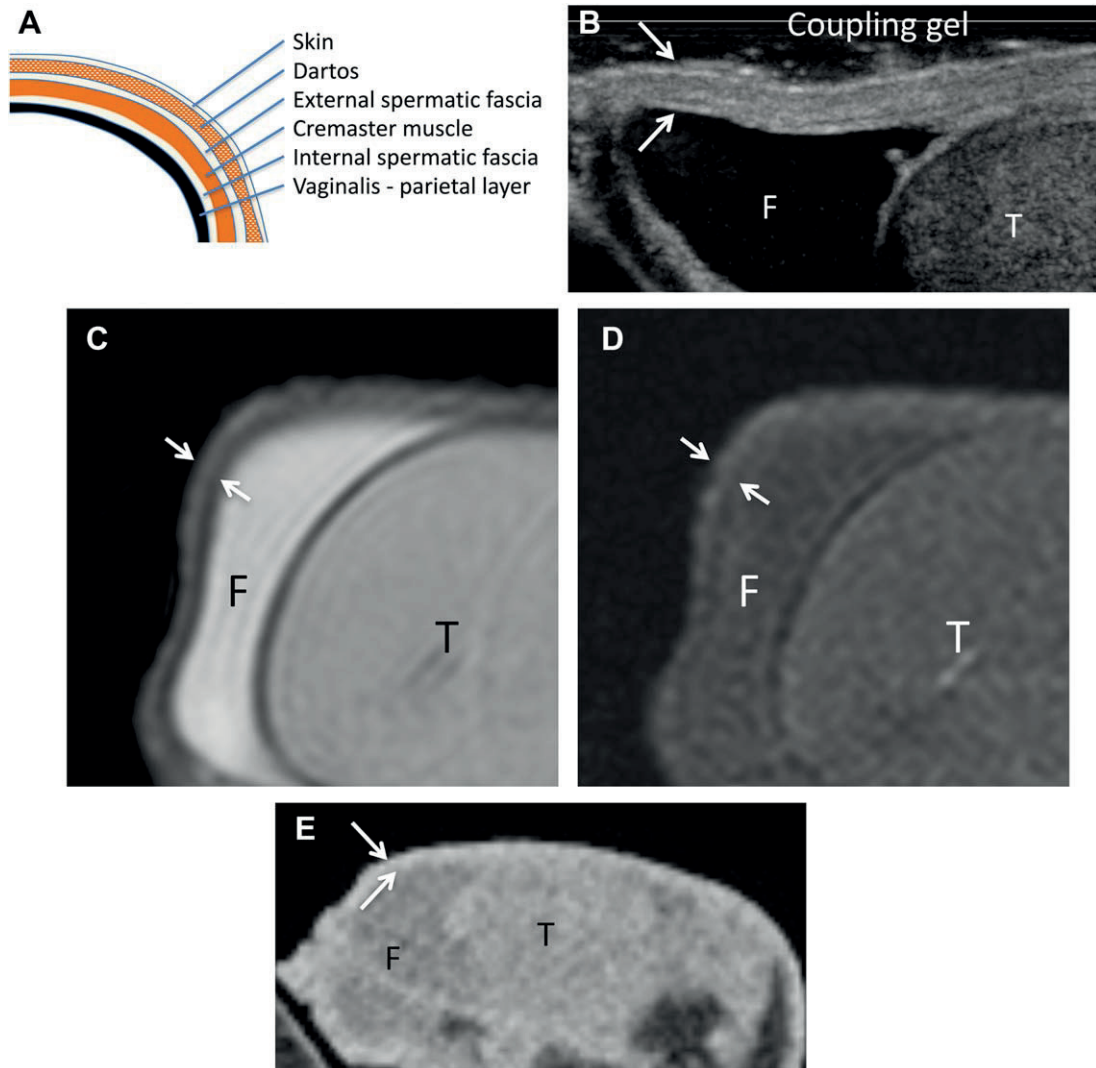 A
Skin
Dartos
External spermatic fascia
Cremaster muscle
Internal spermatic fascia
Vaginalis - parietal layer
B
Coupling gel
F
T
C
F
T
D
F
T
E
F
T